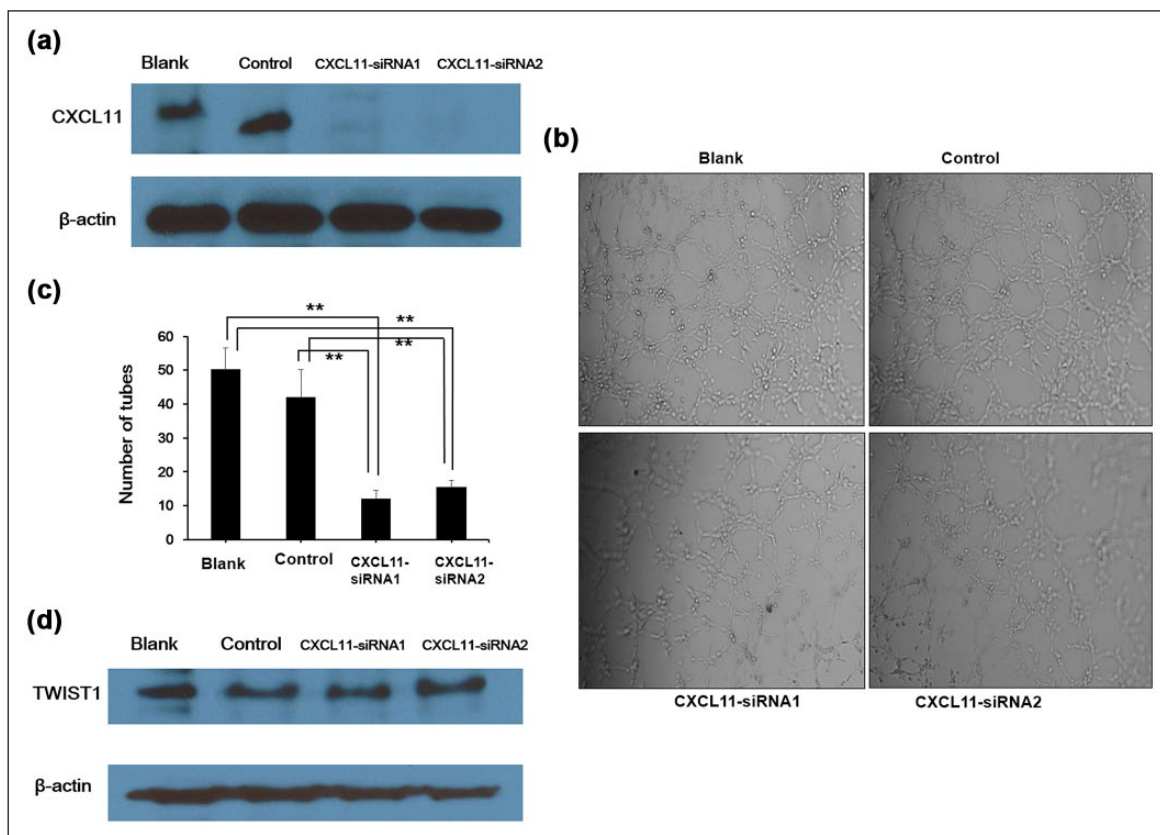 (a)
Blank Control CXCL11-siRNA1 CXCL11-siRNA2
CXCL11
β-actin
(b)
Blank Control
CXCL11-siRNA1 CXCL11-siRNA2
(c)
** ** ** **
Number of tubes
60
50
40
30
20
10
0
Blank Control CXCL11-siRNA1 CXCL11-siRNA2
(d)
Blank Control CXCL11-siRNA1 CXCL11-siRNA2
TWIST1
β-actin